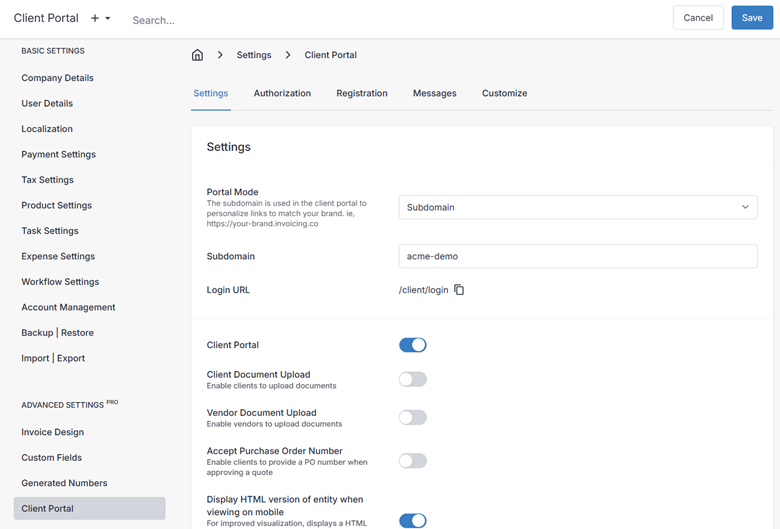 Client Portal
Search...
Cancel
Save
BASIC SETTINGS
Company Details
User Details
Localization
Payment Settings
Tax Settings
Product Settings
Task Settings
Expense Settings
Workflow Settings
Account Management
Backup | Restore
Import | Export
ADVANCED SETTINGS PRO
Invoice Design
Custom Fields
Generated Numbers
Client Portal
Settings
Client Portal
Settings
Authorization
Registration
Messages
Customize
Settings
Portal Mode
The subdomain is used in the client portal to
personalize links to match your brand. ie,
https://your-brand.invoicing.co
Subdomain
Subdomain
acme-demo
Login URL
/client/login
Client Portal
Client Document Upload
Enable clients to upload documents
Vendor Document Upload
Enable vendors to upload documents
Accept Purchase Order Number
Enable clients to provide a PO number when
approving a quote
Display HTML version of entity when
viewing on mobile
For improved visualization, displays a HTML